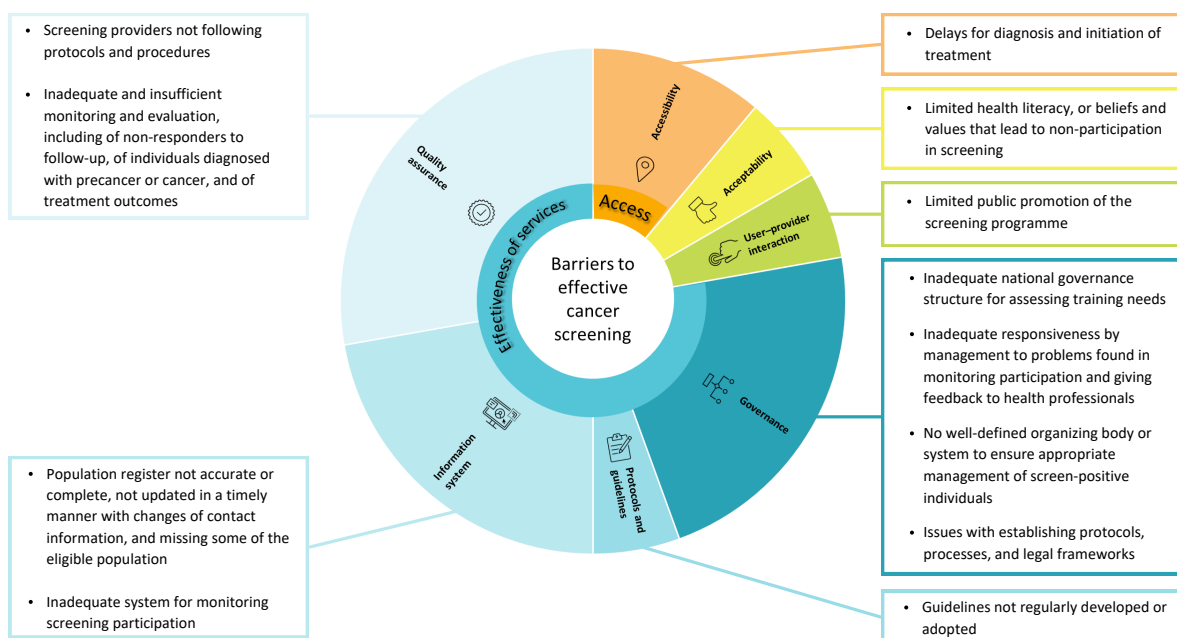 • Screening providers not following
protocols and procedures
• Inadequate and insufficient
monitoring and evaluation,
including of non-responders to
follow-up, of individuals diagnosed
with precancer or cancer, and of
treatment outcomes
• Delays for diagnosis and initiation of
treatment
• Limited health literacy, or beliefs and
values that lead to non-participation
in screening
• Limited public promotion of the
screening programme
• Inadequate national governance
structure for assessing training needs
• Inadequate responsiveness by
management to problems found in
monitoring participation and giving
feedback to health professionals
• No well-defined organizing body or
system to ensure appropriate
management of screen-positive
individuals
• Issues with establishing protocols,
processes, and legal frameworks
• Guidelines not regularly developed or
adopted
• Population register not accurate or
complete, not updated in a timely
manner with changes of contact
information, and missing some of the
eligible population
• Inadequate system for monitoring
screening participation
Barriers to
effective
cancer
screening
Access
Effectiveness of services
Accessibility
Acceptability
User–provider
interaction
Governance
Protocols and
guidelines
Information
system
Quality
assurance